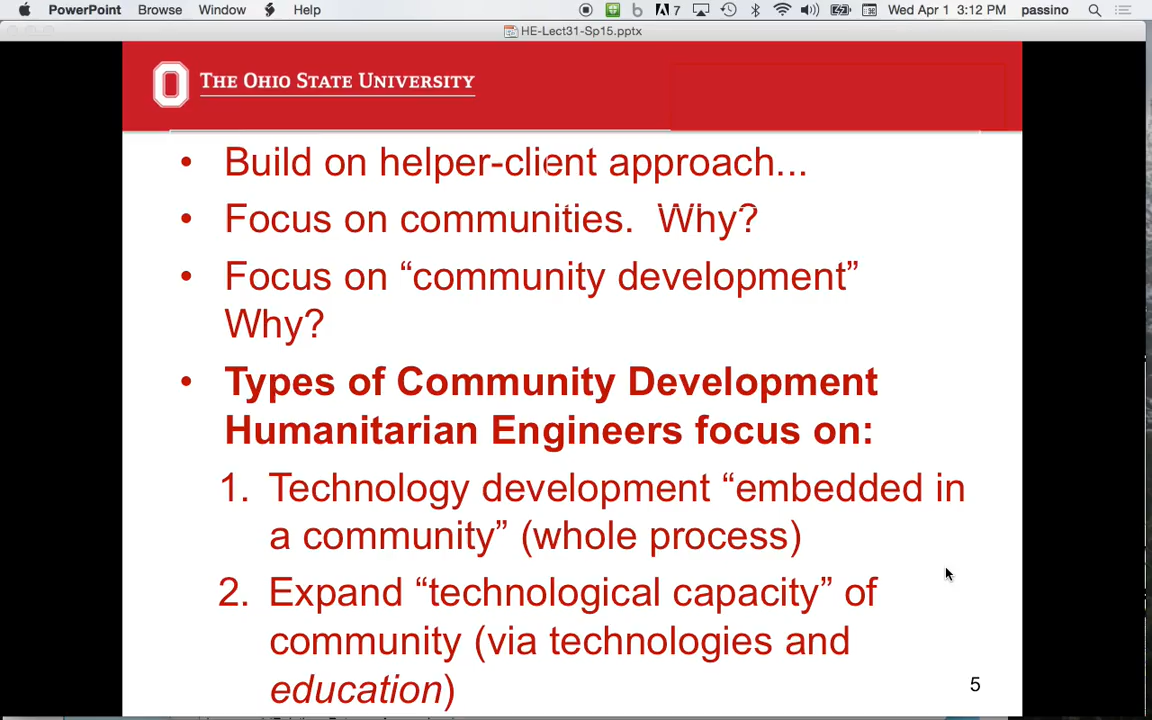 PowerPoint Browse Window Help 7 Wed Apr 1 3:12 PM passino
HE-Lect31-Sp15.pptx
THE OHIO STATE UNIVERSITY
• Build on helper-client approach...
• Focus on communities. Why?
• Focus on “community development”
Why?
• Types of Community Development
Humanitarian Engineers focus on:
1. Technology development “embedded in
a community” (whole process)
2. Expand “technological capacity” of
community (via technologies and
education)
5